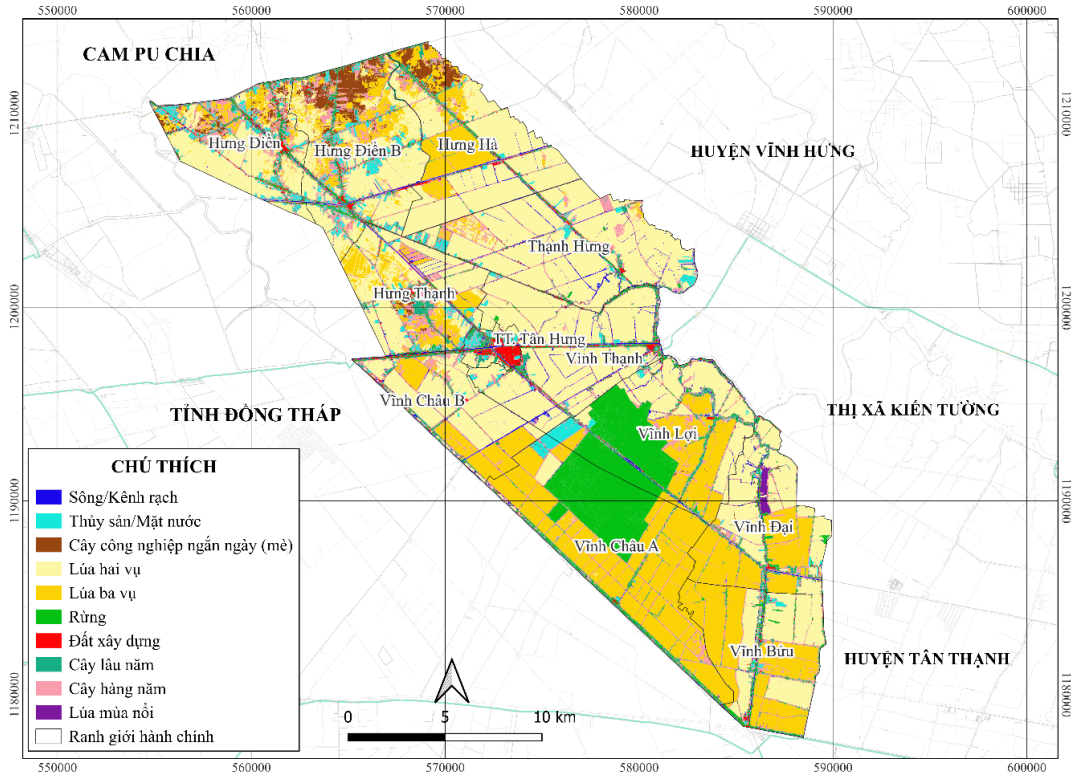 550000 560000 570000 580000 590000 600000
CAM PU CHIA
1210000
1210000
Hưng Điền
Hưng Điền B
Hưng Hà
HUYỆN VĨNH HƯNG
Thạnh Hưng
1200000
1200000
Hưng Thạnh
TT. Tân Hưng
Vĩnh Thạnh
Vĩnh Châu B
TỈNH ĐỒNG THÁP
THỊ XÃ KIẾN TƯỜNG
Vĩnh Lợi
1190000
1190000
Vĩnh Đại
Vĩnh Châu A
Vĩnh Bửu
HUYỆN TÂN THẠNH
1180000
1180000
CHÚ THÍCH
Sông/Kênh rạch
Thủy sản/Mặt nước
Cây công nghiệp ngắn ngày (mè)
Lúa hai vụ
Lúa ba vụ
Rừng
Đất xây dựng
Cây lâu năm
Cây hàng năm
Lúa mùa nổi
Ranh giới hành chính
0 5 10 km
550000 560000 570000 580000 590000 600000